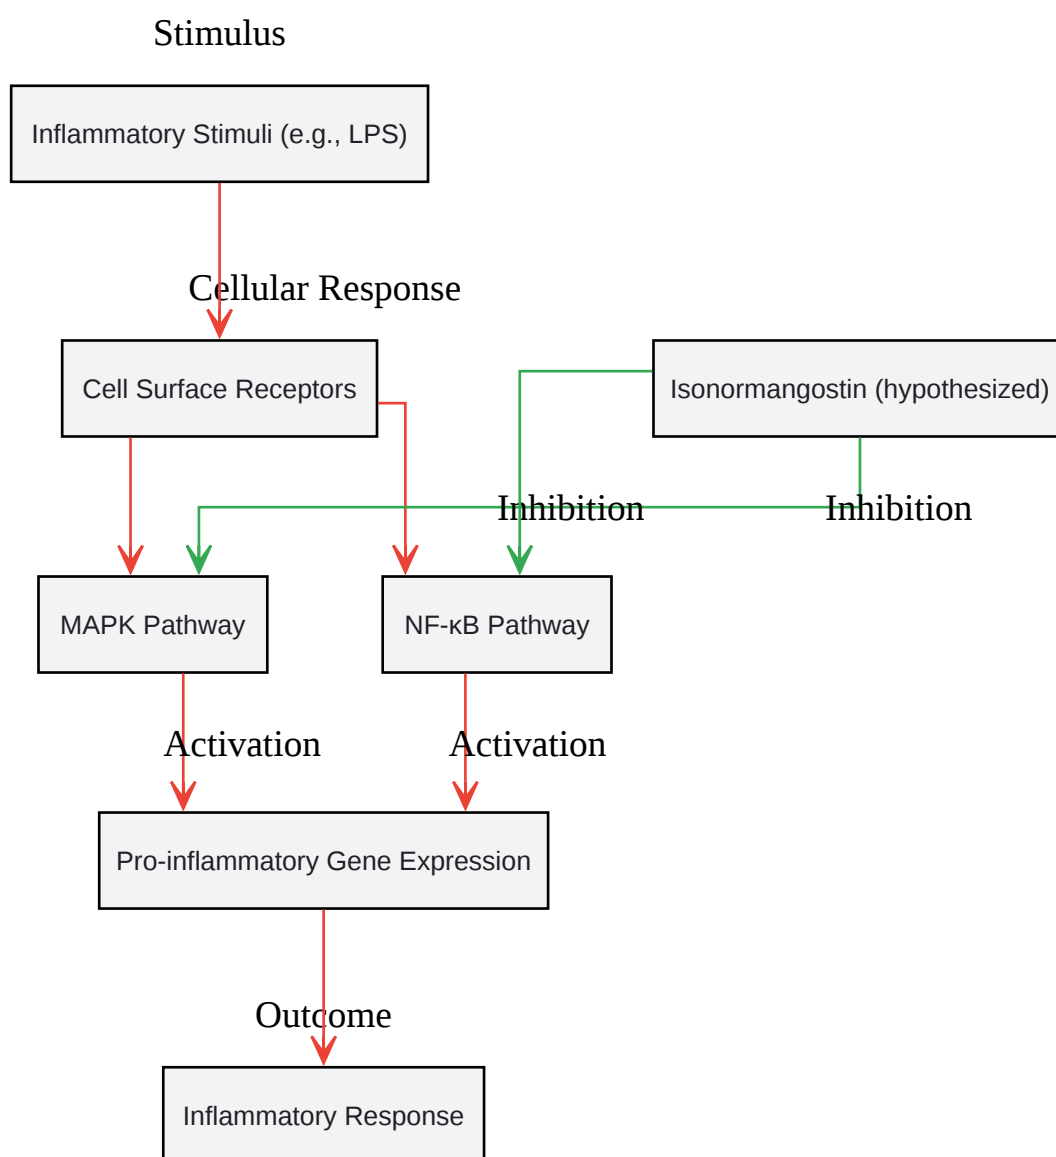 Stimulus
Inflammatory Stimuli (e.g., LPS)
Cellular Response
Cell Surface Receptors
Isonormangostin (hypothesized)
Inhibition
Inhibition
MAPK Pathway
NF-κB Pathway
Activation
Activation
Pro-inflammatory Gene Expression
Outcome
Inflammatory Response